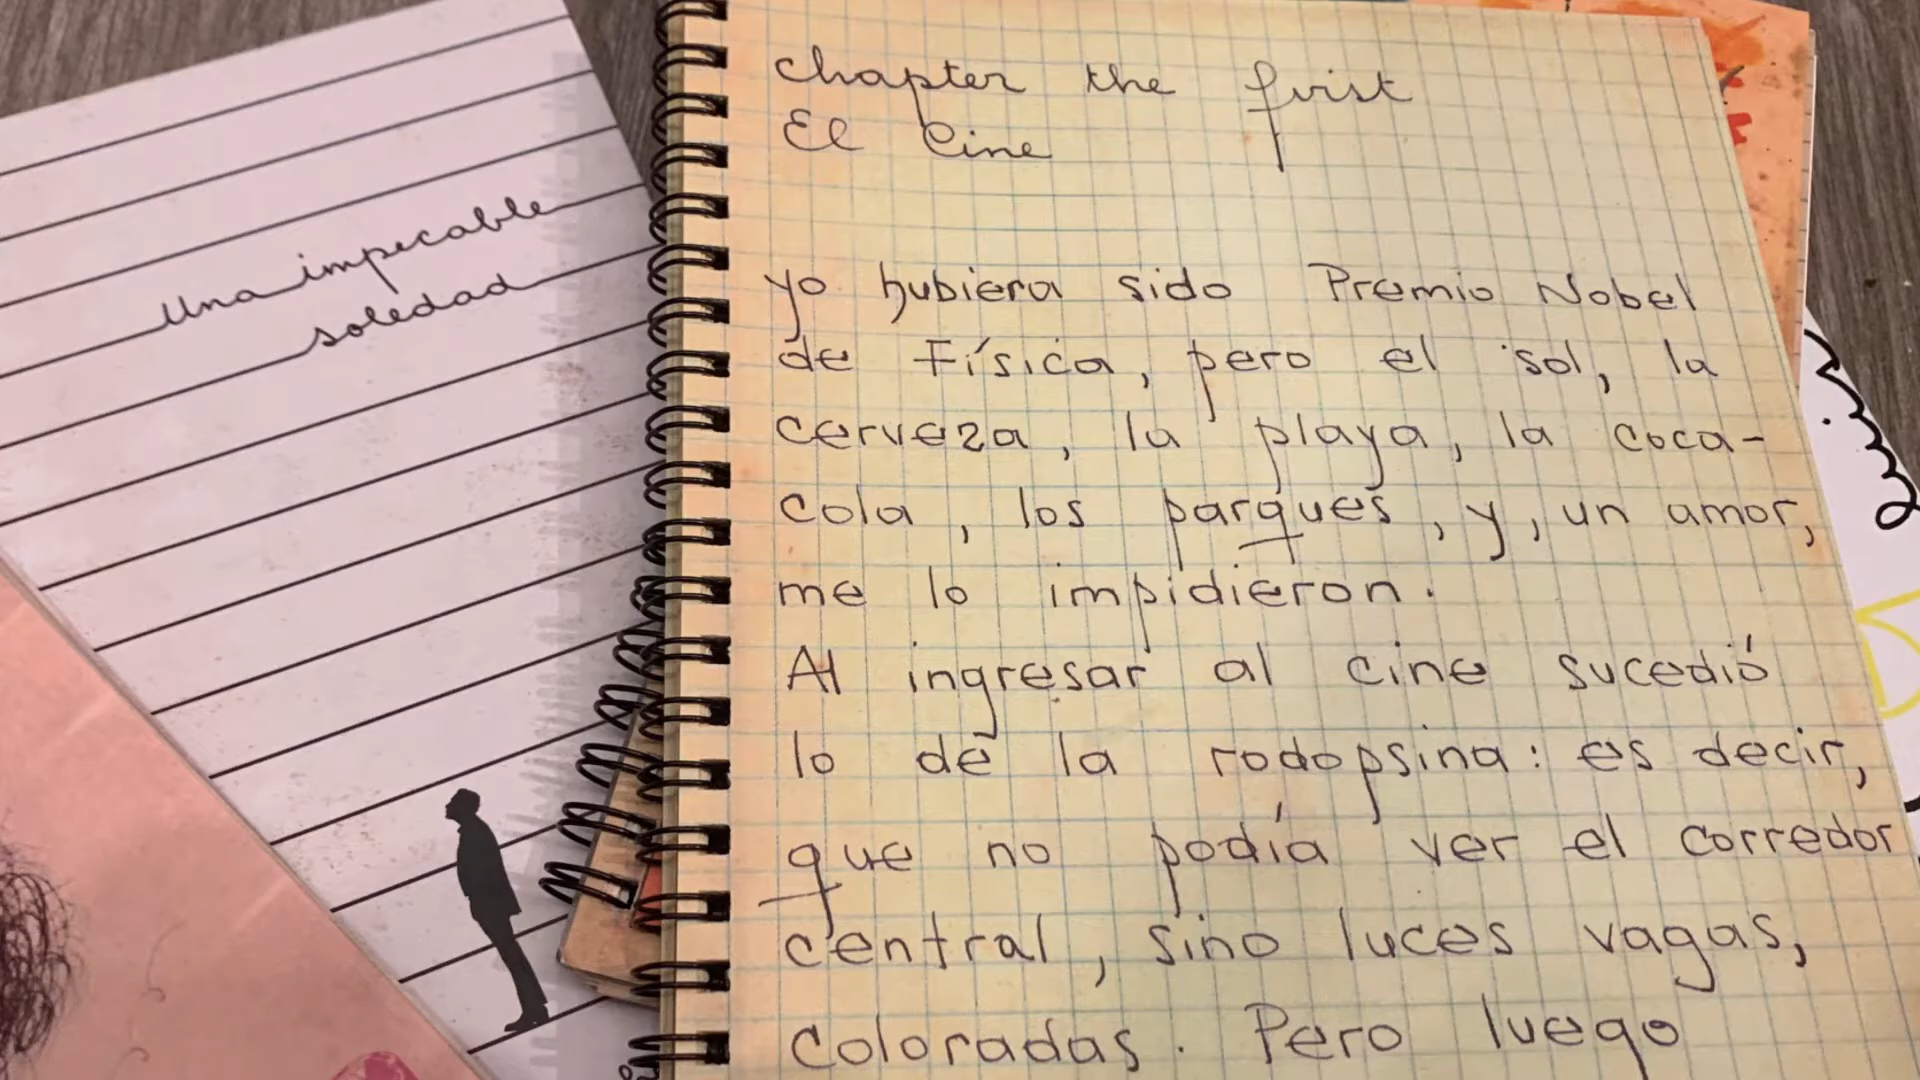 Una impecable
soledad
Chapter the first
El Cine
yo hubiera sido Premio Nobel
de Física, pero el sol, la
cerveza, la playa, la coca-
cola, los parques, y, un amor,
me lo impidieron.
Al ingresar al cine sucedió
lo de la rodopsina: es decir,
que no podía ver el corredor
central, sino luces vagas,
coloradas. Pero luego